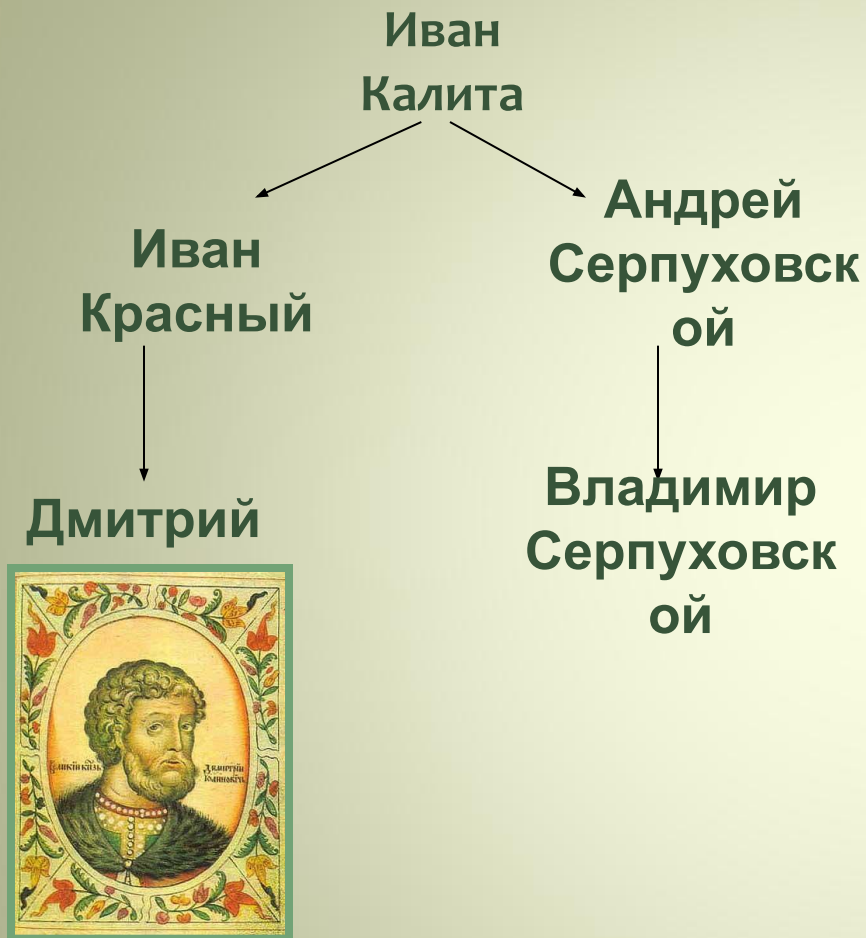 Иван
Калита
Иван
Красный
Андрей
Серпуховск
ой
Дмитрий
Владимир
Серпуховск
ой